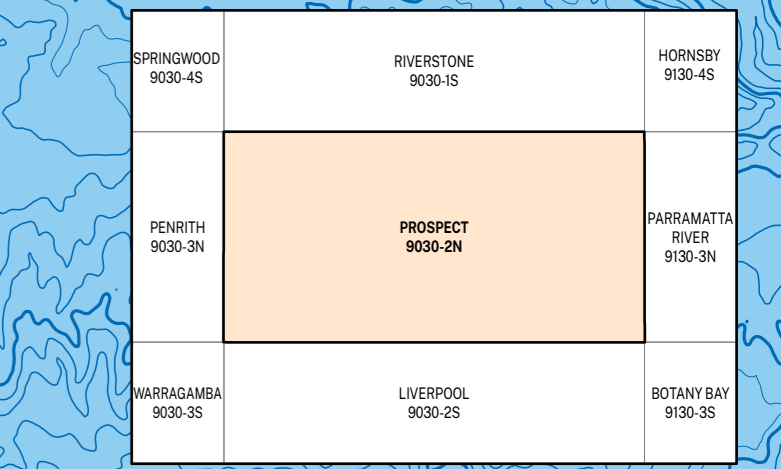 SPRINGWOOD
9030-4S
RIVERSTONE
9030-1S
HORNSBY
9130-4S
PENRITH
9030-3N
PROSPECT
9030-2N
PARRAMATTA
RIVER
9130-3N
WARRAGAMBA
9030-3S
LIVERPOOL
9030-2S
BOTANY BAY
9130-3S